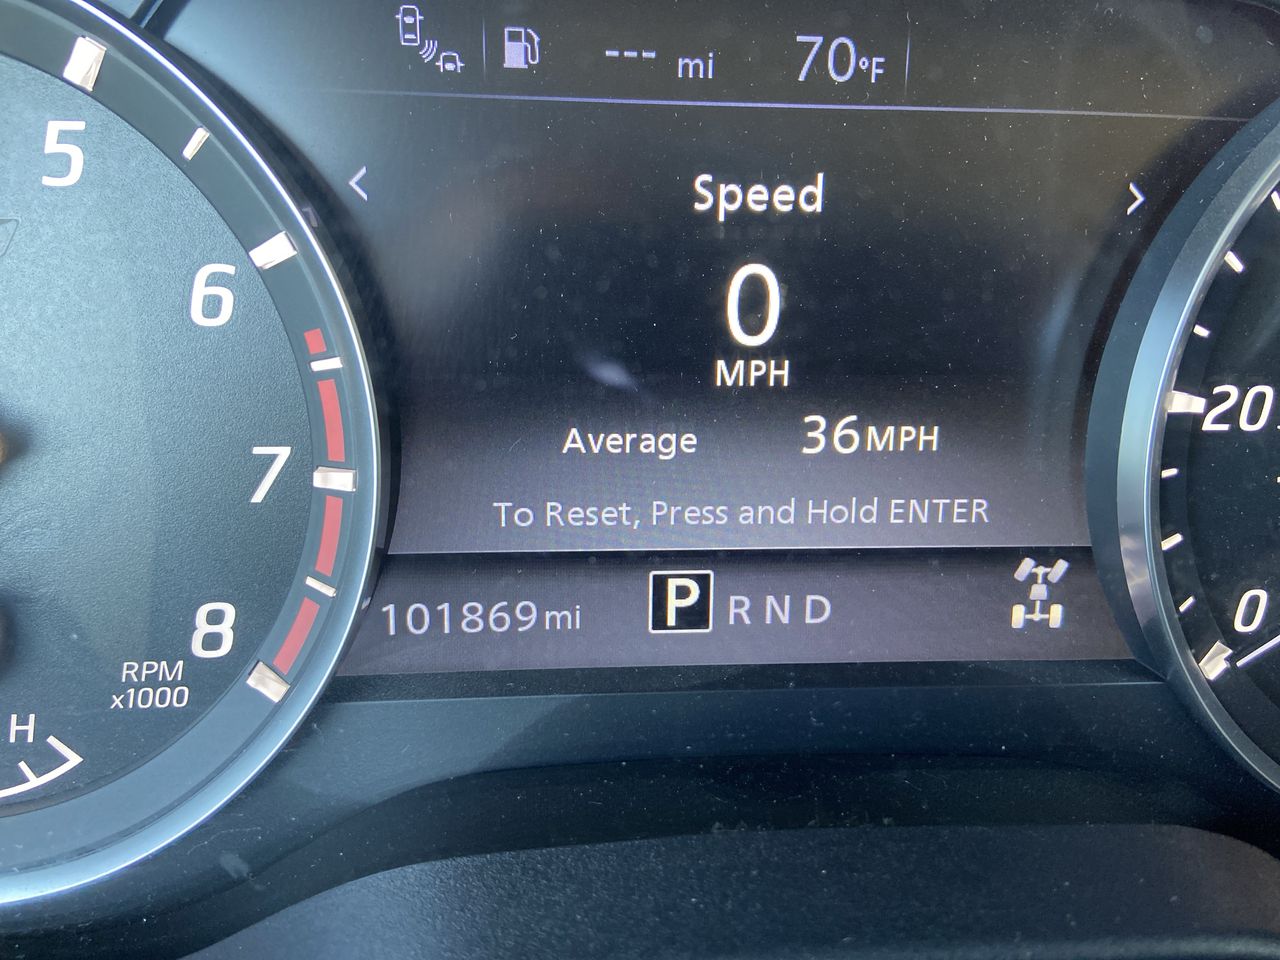 --- mi 70°F
< Speed >
0
MPH
Average 36 MPH
To Reset, Press and Hold ENTER
101869 mi P R N D
5
6
7
8
RPM
x1000
H
20
0